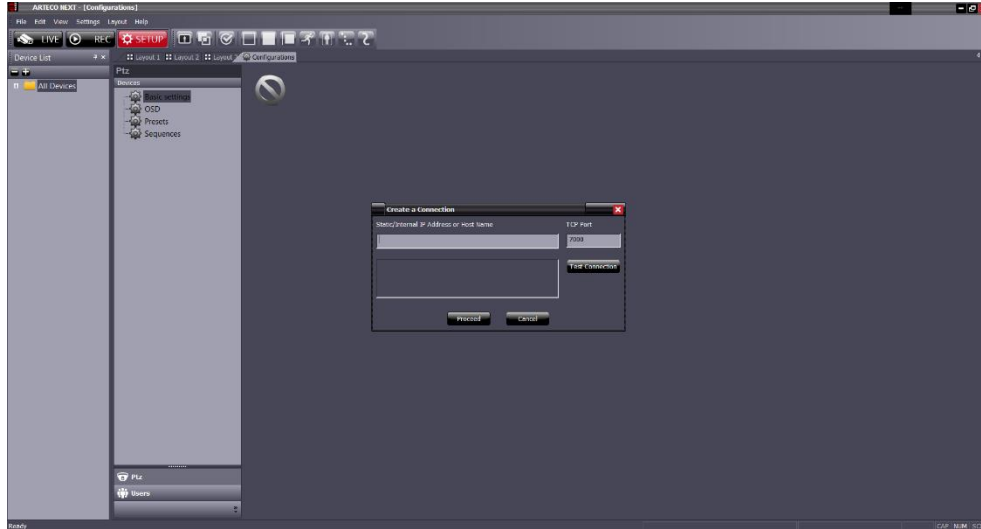 ARTECO NEXT - [Configurations]
File Edit View Settings Layout Help
LIVE REC SETUP
Device List
Layout 1 Layout 2 Layout Configurations
Ptz
Devices
All Devices
Basic settings
OSD
Presets
Sequences
Create a Connection
Static/Internal IP Address or Host Name TCP Port
Test Connection
Proceed Cancel
Ptz
Users
Ready
CAP NUM SC